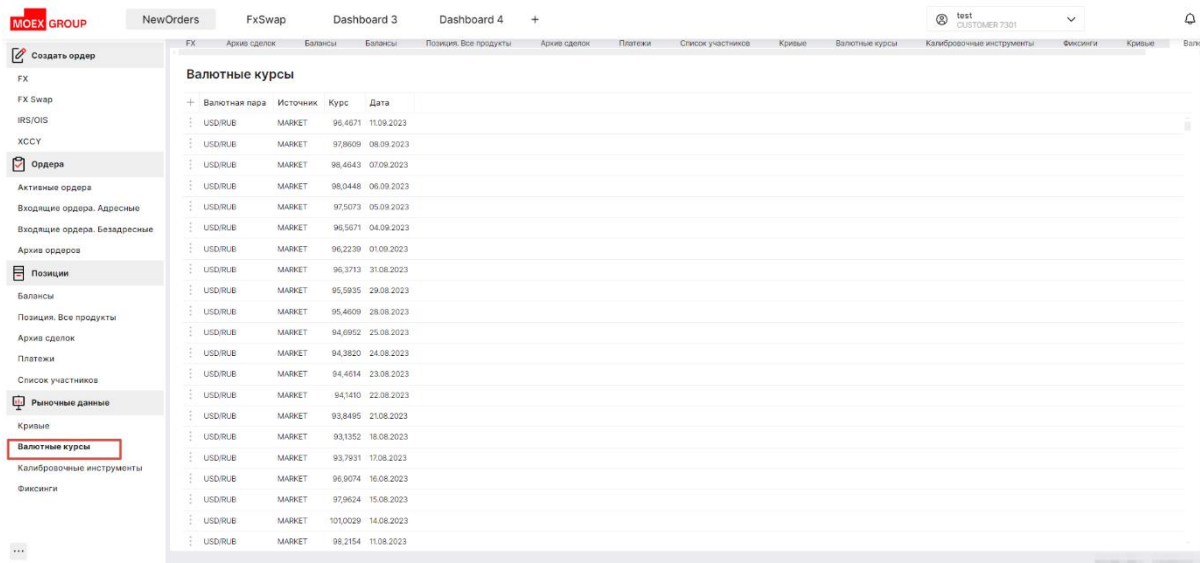 MOEX GROUP
NewOrders FxSwap Dashboard 3 Dashboard 4 +
test
CUSTOMER 7301
FX Архив сделок Балансы Балансы Позиция. Все продукты Архив сделок Платежи Список участников Кривые Валютные курсы Калибровочные инструменты Фиксинги Кривые
Создать ордер
FX
FX Swap
IRS/OIS
XCCY
Ордера
Активные ордера
Входящие ордера. Адресные
Входящие ордера. Безадресные
Архив ордеров
Позиции
Балансы
Позиция. Все продукты
Архив сделок
Платежи
Список участников
Рыночные данные
Кривые
Валютные курсы
Калибровочные инструменты
Фиксинги
Валютные курсы
+ Валютная пара Источник Курс Дата
USD/RUB MARKET 96,4671 11.09.2023
USD/RUB MARKET 97,8609 08.09.2023
USD/RUB MARKET 98,4643 07.09.2023
USD/RUB MARKET 98,0448 06.09.2023
USD/RUB MARKET 97,5073 05.09.2023
USD/RUB MARKET 96,5671 04.09.2023
USD/RUB MARKET 96,2239 01.09.2023
USD/RUB MARKET 96,3713 31.08.2023
USD/RUB MARKET 95,5935 29.08.2023
USD/RUB MARKET 95,4609 28.08.2023
USD/RUB MARKET 94,6952 25.08.2023
USD/RUB MARKET 94,3820 24.08.2023
USD/RUB MARKET 94,4614 23.08.2023
USD/RUB MARKET 94,1410 22.08.2023
USD/RUB MARKET 93,8495 21.08.2023
USD/RUB MARKET 93,1352 18.08.2023
USD/RUB MARKET 93,7931 17.08.2023
USD/RUB MARKET 96,9074 16.08.2023
USD/RUB MARKET 97,9624 15.08.2023
USD/RUB MARKET 101,0029 14.08.2023
USD/RUB MARKET 98,2154 11.08.2023